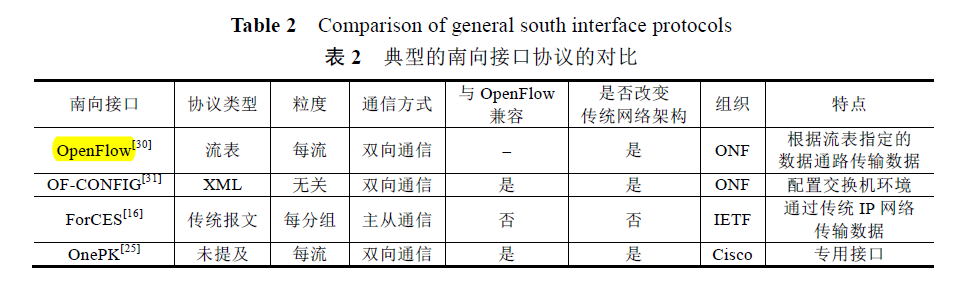 Table 2 Comparison of general south interface protocols
表 2 典型的南向接口协议的对比
南向接口 协议类型 粒度 通信方式 与 OpenFlow 兼容 是否改变 传统网络架构 组织 特点
OpenFlow[30] 流表 每流 双向通信 – 是 ONF 根据流表指定的 数据通路传输数据
OF-CONFIG[31] XML 无关 双向通信 是 是 ONF 配置交换机环境
ForCES[16] 传统报文 每分组 主从通信 否 否 IETF 通过传统 IP 网络 传输数据
OnePK[25] 未提及 每流 双向通信 是 是 Cisco 专用接口